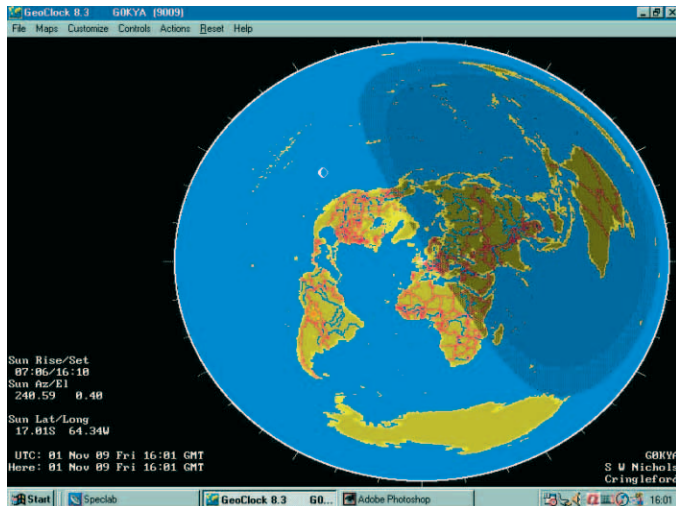 GeoClock 8.3 G0KYA (9009)
File Maps Customize Controls Actions Reset Help
Sun Rise/Set
07:06/16:10
Sun Az/El
240.59 0.40
Sun Lat/Long
17.01S 64.34W
UTC: 01 Nov 09 Fri 16:01 GMT
Here: 01 Nov 09 Fri 16:01 GMT
G0KYA
S W Nichols
Cringleford
Start Speclab GeoClock 8.3 G0... Adobe Photoshop 16:01